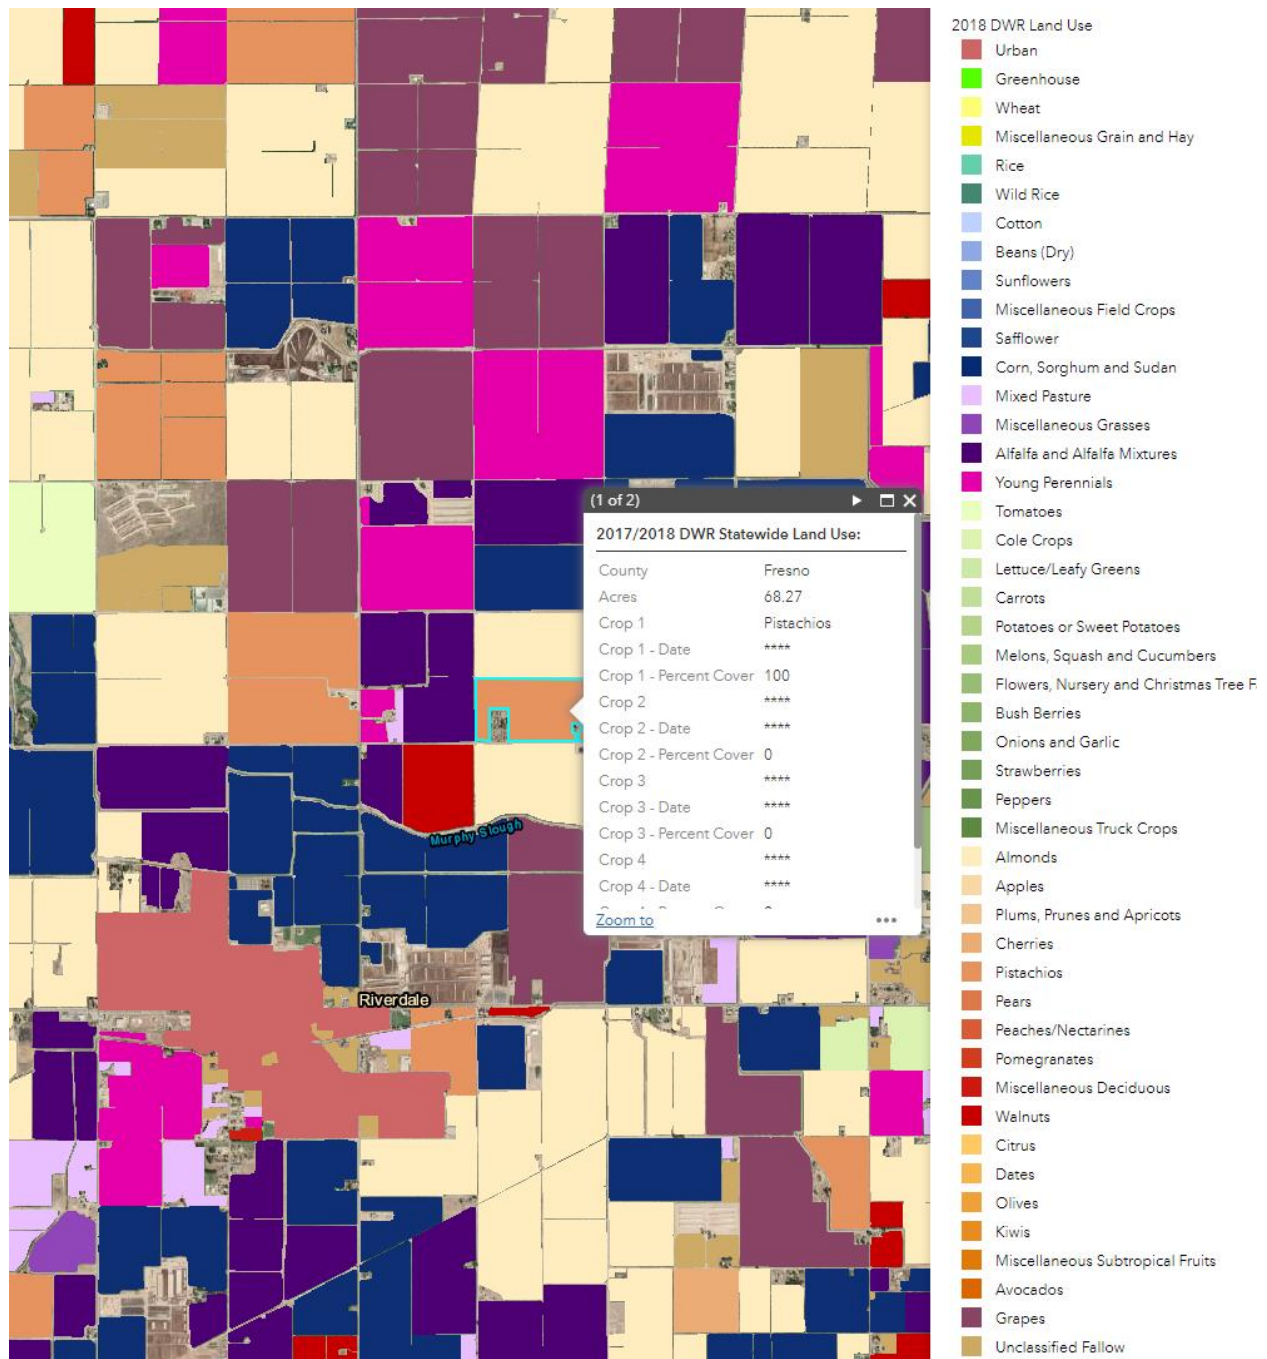 2018 DWR Land Use
Urban
Greenhouse
Wheat
Miscellaneous Grain and Hay
Rice
Wild Rice
Cotton
Beans (Dry)
Sunflowers
Miscellaneous Field Crops
Safflower
Corn, Sorghum and Sudan
Mixed Pasture
Miscellaneous Grasses
Alfalfa and Alfalfa Mixtures
Young Perennials
Tomatoes
Cole Crops
Lettuce/Leafy Greens
Carrots
Potatoes or Sweet Potatoes
Melons, Squash and Cucumbers
Flowers, Nursery and Christmas Tree F
Bush Berries
Onions and Garlic
Strawberries
Peppers
Miscellaneous Truck Crops
Almonds
Apples
Plums, Prunes and Apricots
Cherries
Pistachios
Pears
Peaches/Nectarines
Pomegranates
Miscellaneous Deciduous
Walnuts
Citrus
Dates
Olives
Kiwis
Miscellaneous Subtropical Fruits
Avocados
Grapes
Unclassified Fallow
(1 of 2)
2017/2018 DWR Statewide Land Use:
County Fresno
Acres 68.27
Crop 1 Pistachios
Crop 1 - Date ****
Crop 1 - Percent Cover 100
Crop 2 ****
Crop 2 - Date ****
Crop 2 - Percent Cover 0
Crop 3 ****
Crop 3 - Date ****
Crop 3 - Percent Cover 0
Crop 4 ****
Crop 4 - Date ****
Zoom to
Murphy Slough
Riverdale